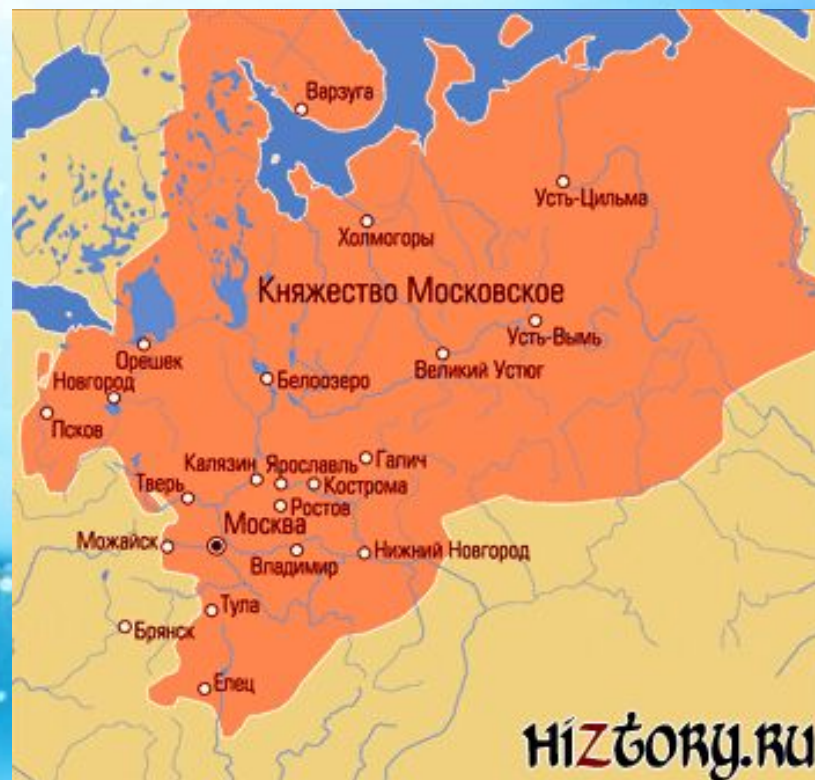 Варзуга
Усть-Цильма
Холмогоры
Княжество Московское
Усть-Вымь
Орешек
Великий Устюг
Новгород
Белоозеро
Псков
Калязин
Ярославль
Галич
Тверь
Кострома
Ростов
Москва
Можайск
Владимир
Нижний Новгород
Тула
Брянск
Елец
HIZTORY.RU